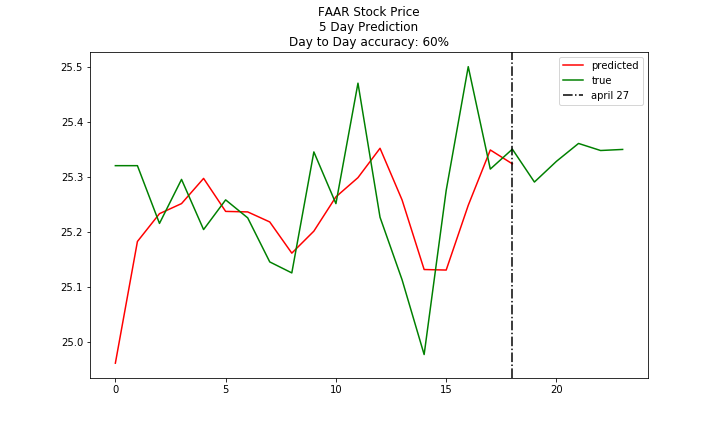 FAAR Stock Price
5 Day Prediction
Day to Day accuracy: 60%
predicted
true
april 27
25.5
25.4
25.3
25.2
25.1
25.0
0 5 10 15 20